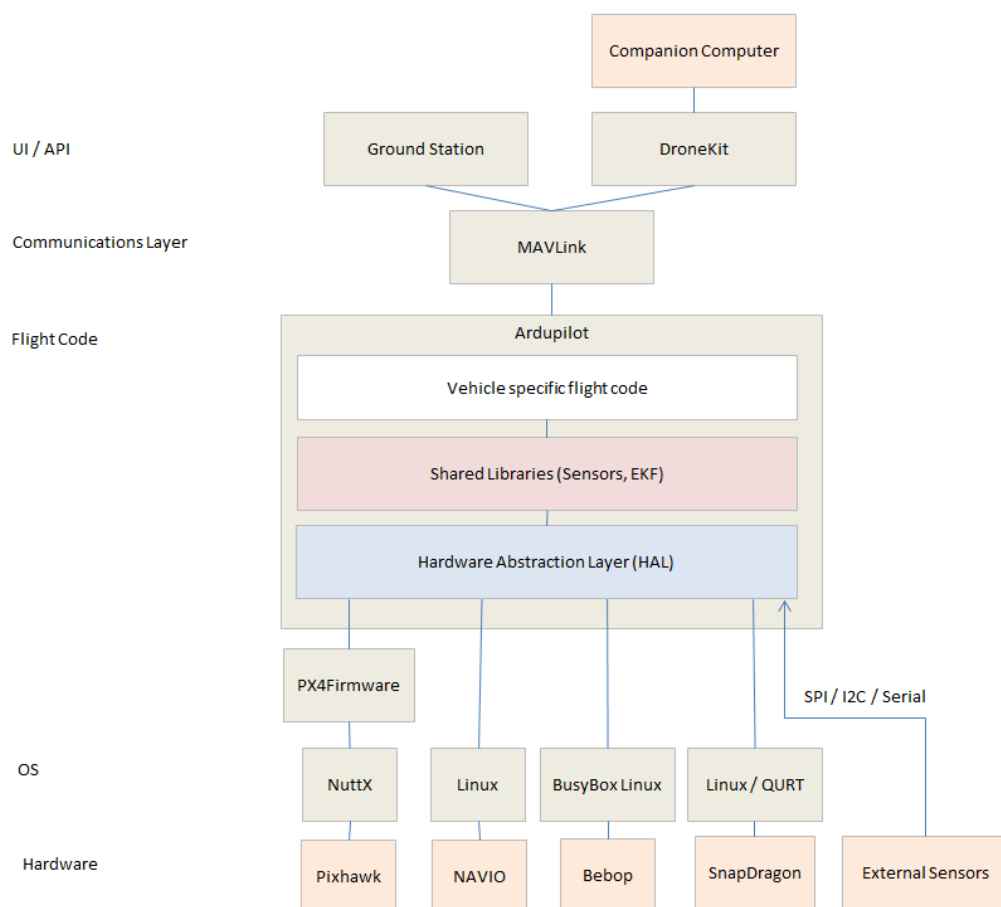 Companion Computer
UI / API
Ground Station
DroneKit
Communications Layer
MAVLink
Flight Code
Ardupilot
Vehicle specific flight code
Shared Libraries (Sensors, EKF)
Hardware Abstraction Layer (HAL)
PX4Firmware
SPI / I2C / Serial
OS
NuttX
Linux
BusyBox Linux
Linux / QURT
Hardware
Pixhawk
NAVIO
Bebop
SnapDragon
External Sensors